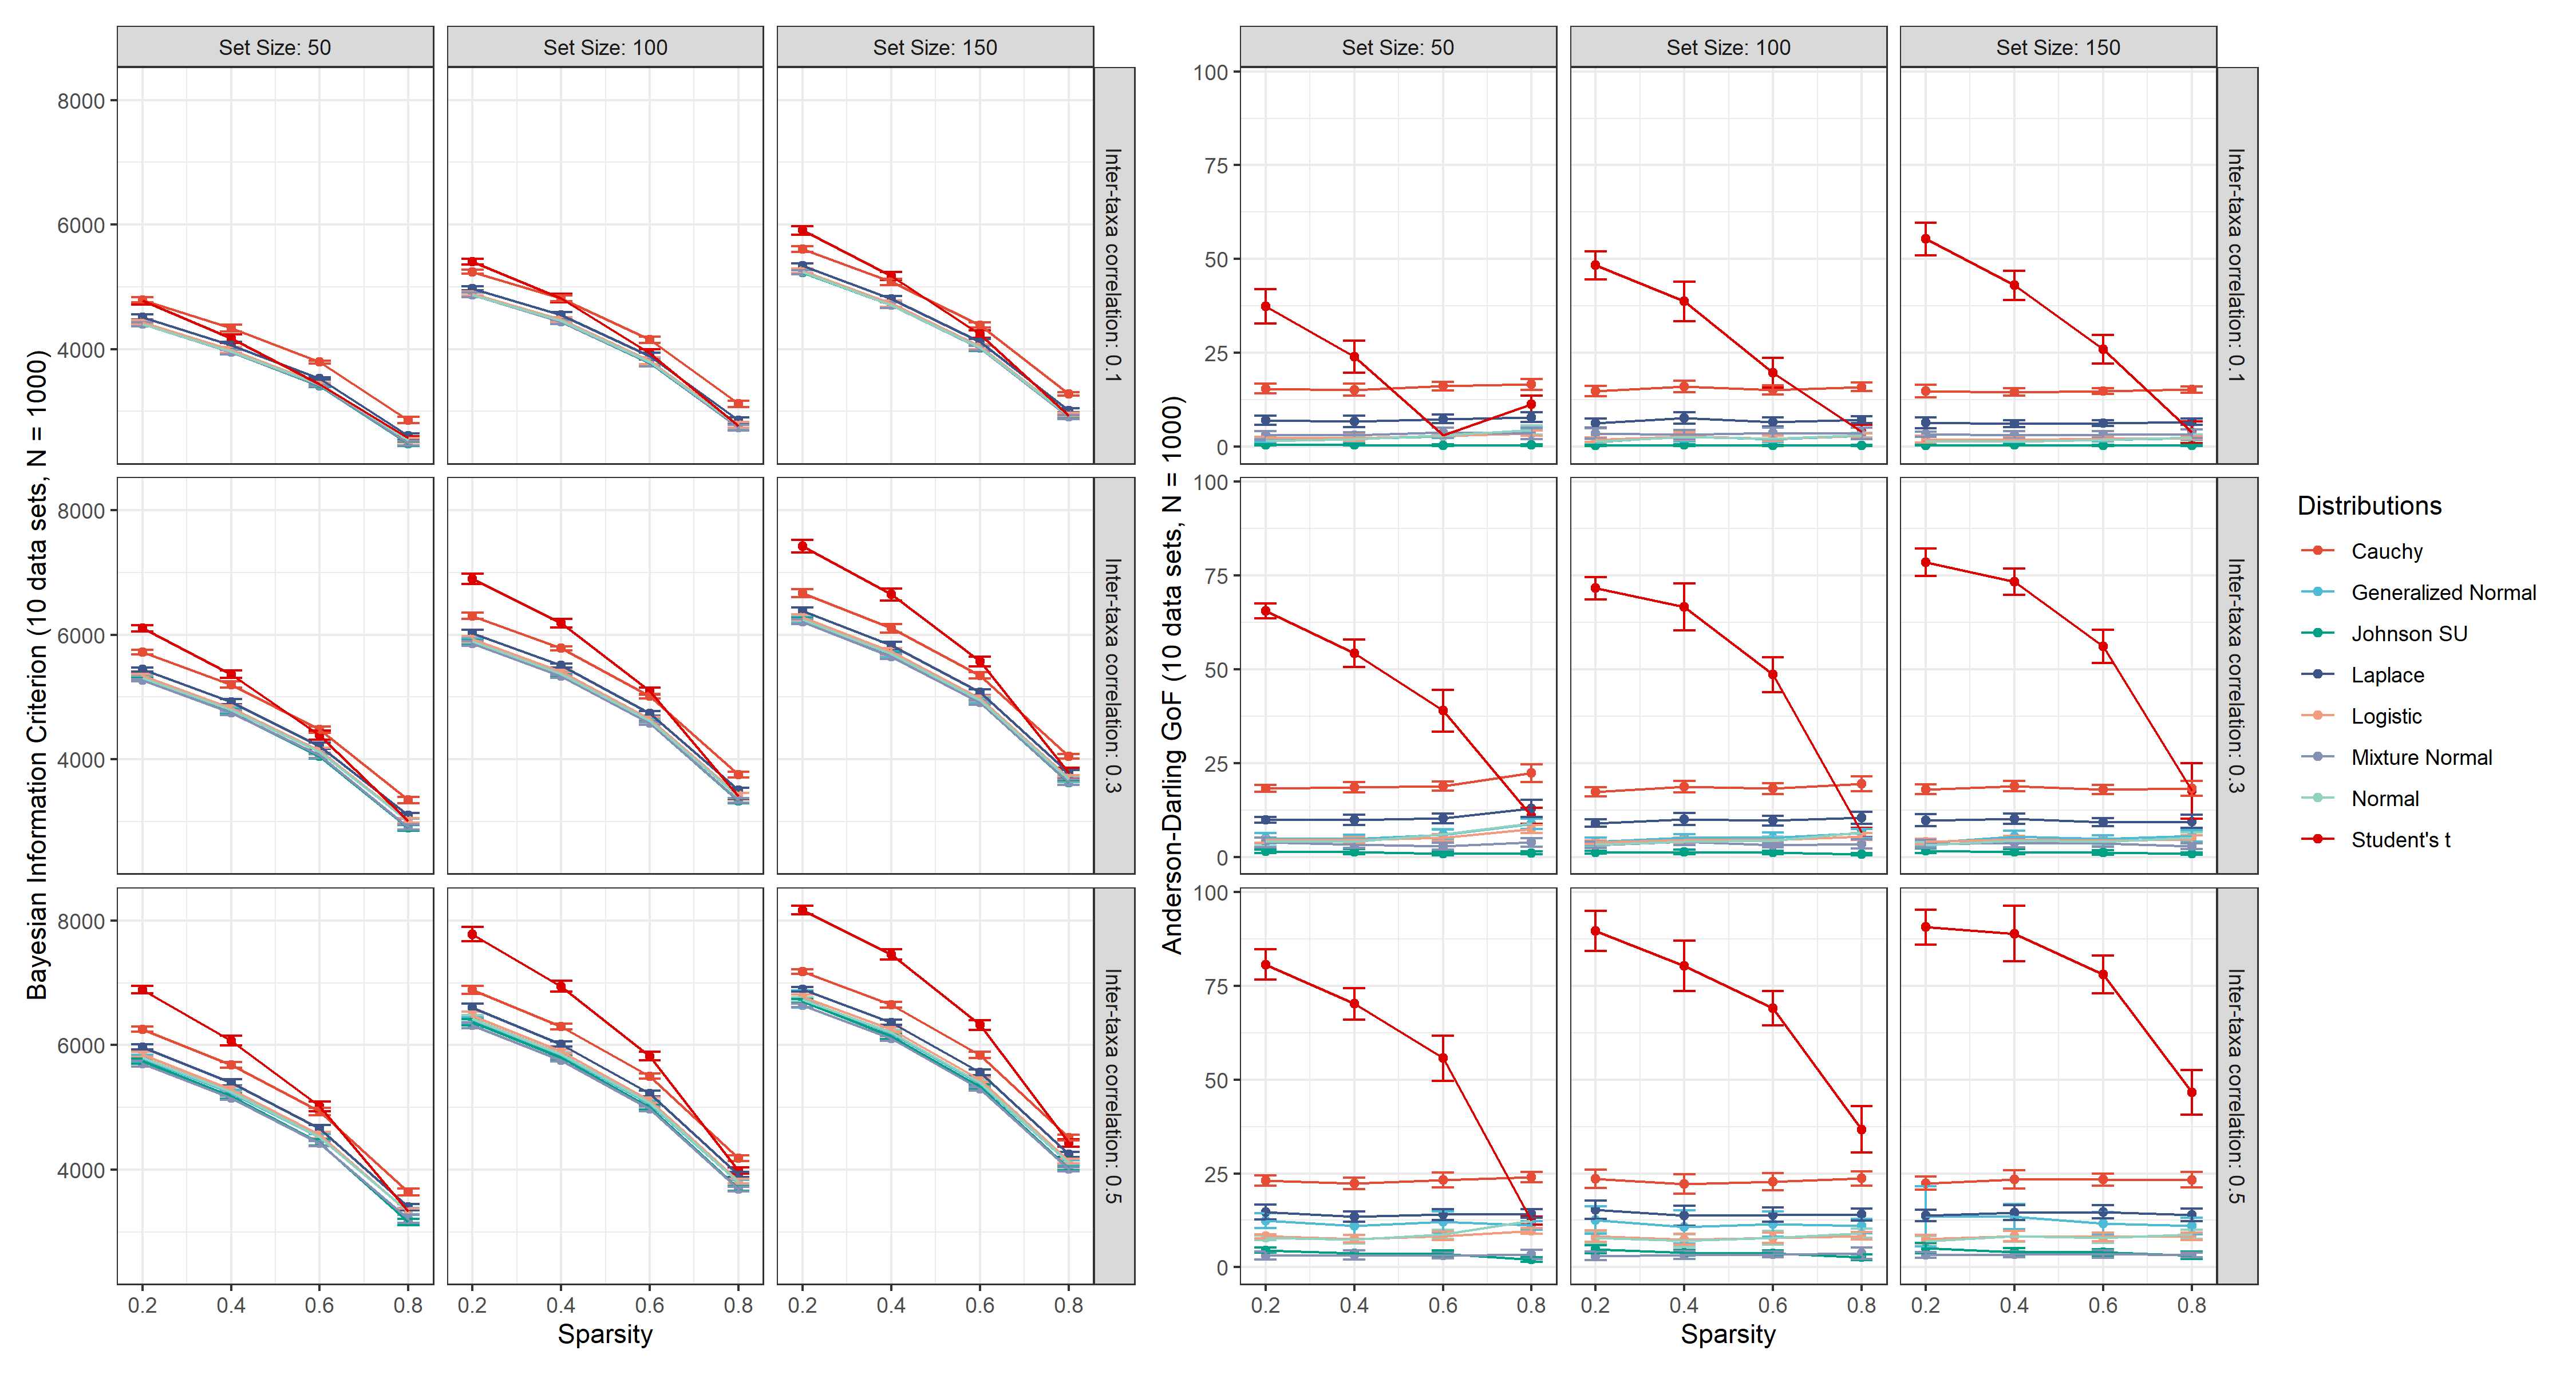 Set Size: 50
Set Size: 100
Set Size: 150
8000
6000
4000
Inter-taxa correlation: 0.1
8000
6000
4000
Inter-taxa correlation: 0.3
8000
6000
4000
Inter-taxa correlation: 0.5
0.2 0.4 0.6 0.8
0.2 0.4 0.6 0.8
0.2 0.4 0.6 0.8
Sparsity
Bayesian Information Criterion (10 data sets, N = 1000)
Set Size: 50
Set Size: 100
Set Size: 150
100
75
50
25
0
Inter-taxa correlation: 0.1
100
75
50
25
0
Inter-taxa correlation: 0.3
100
75
50
25
0
Inter-taxa correlation: 0.5
0.2 0.4 0.6 0.8
0.2 0.4 0.6 0.8
0.2 0.4 0.6 0.8
Sparsity
Anderson-Darling GoF (10 data sets, N = 1000)
Distributions
Cauchy
Generalized Normal
Johnson SU
Laplace
Logistic
Mixture Normal
Normal
Student's t